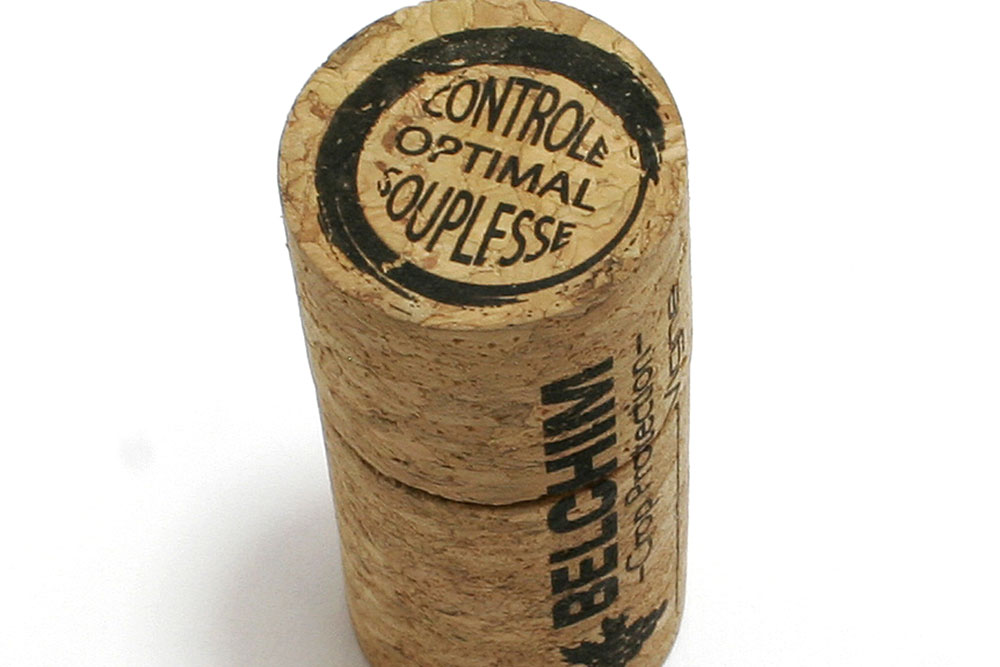 CONTROLE
OPTIMAL
SOUPLESSE
BELCHIM
-Crop Protection-